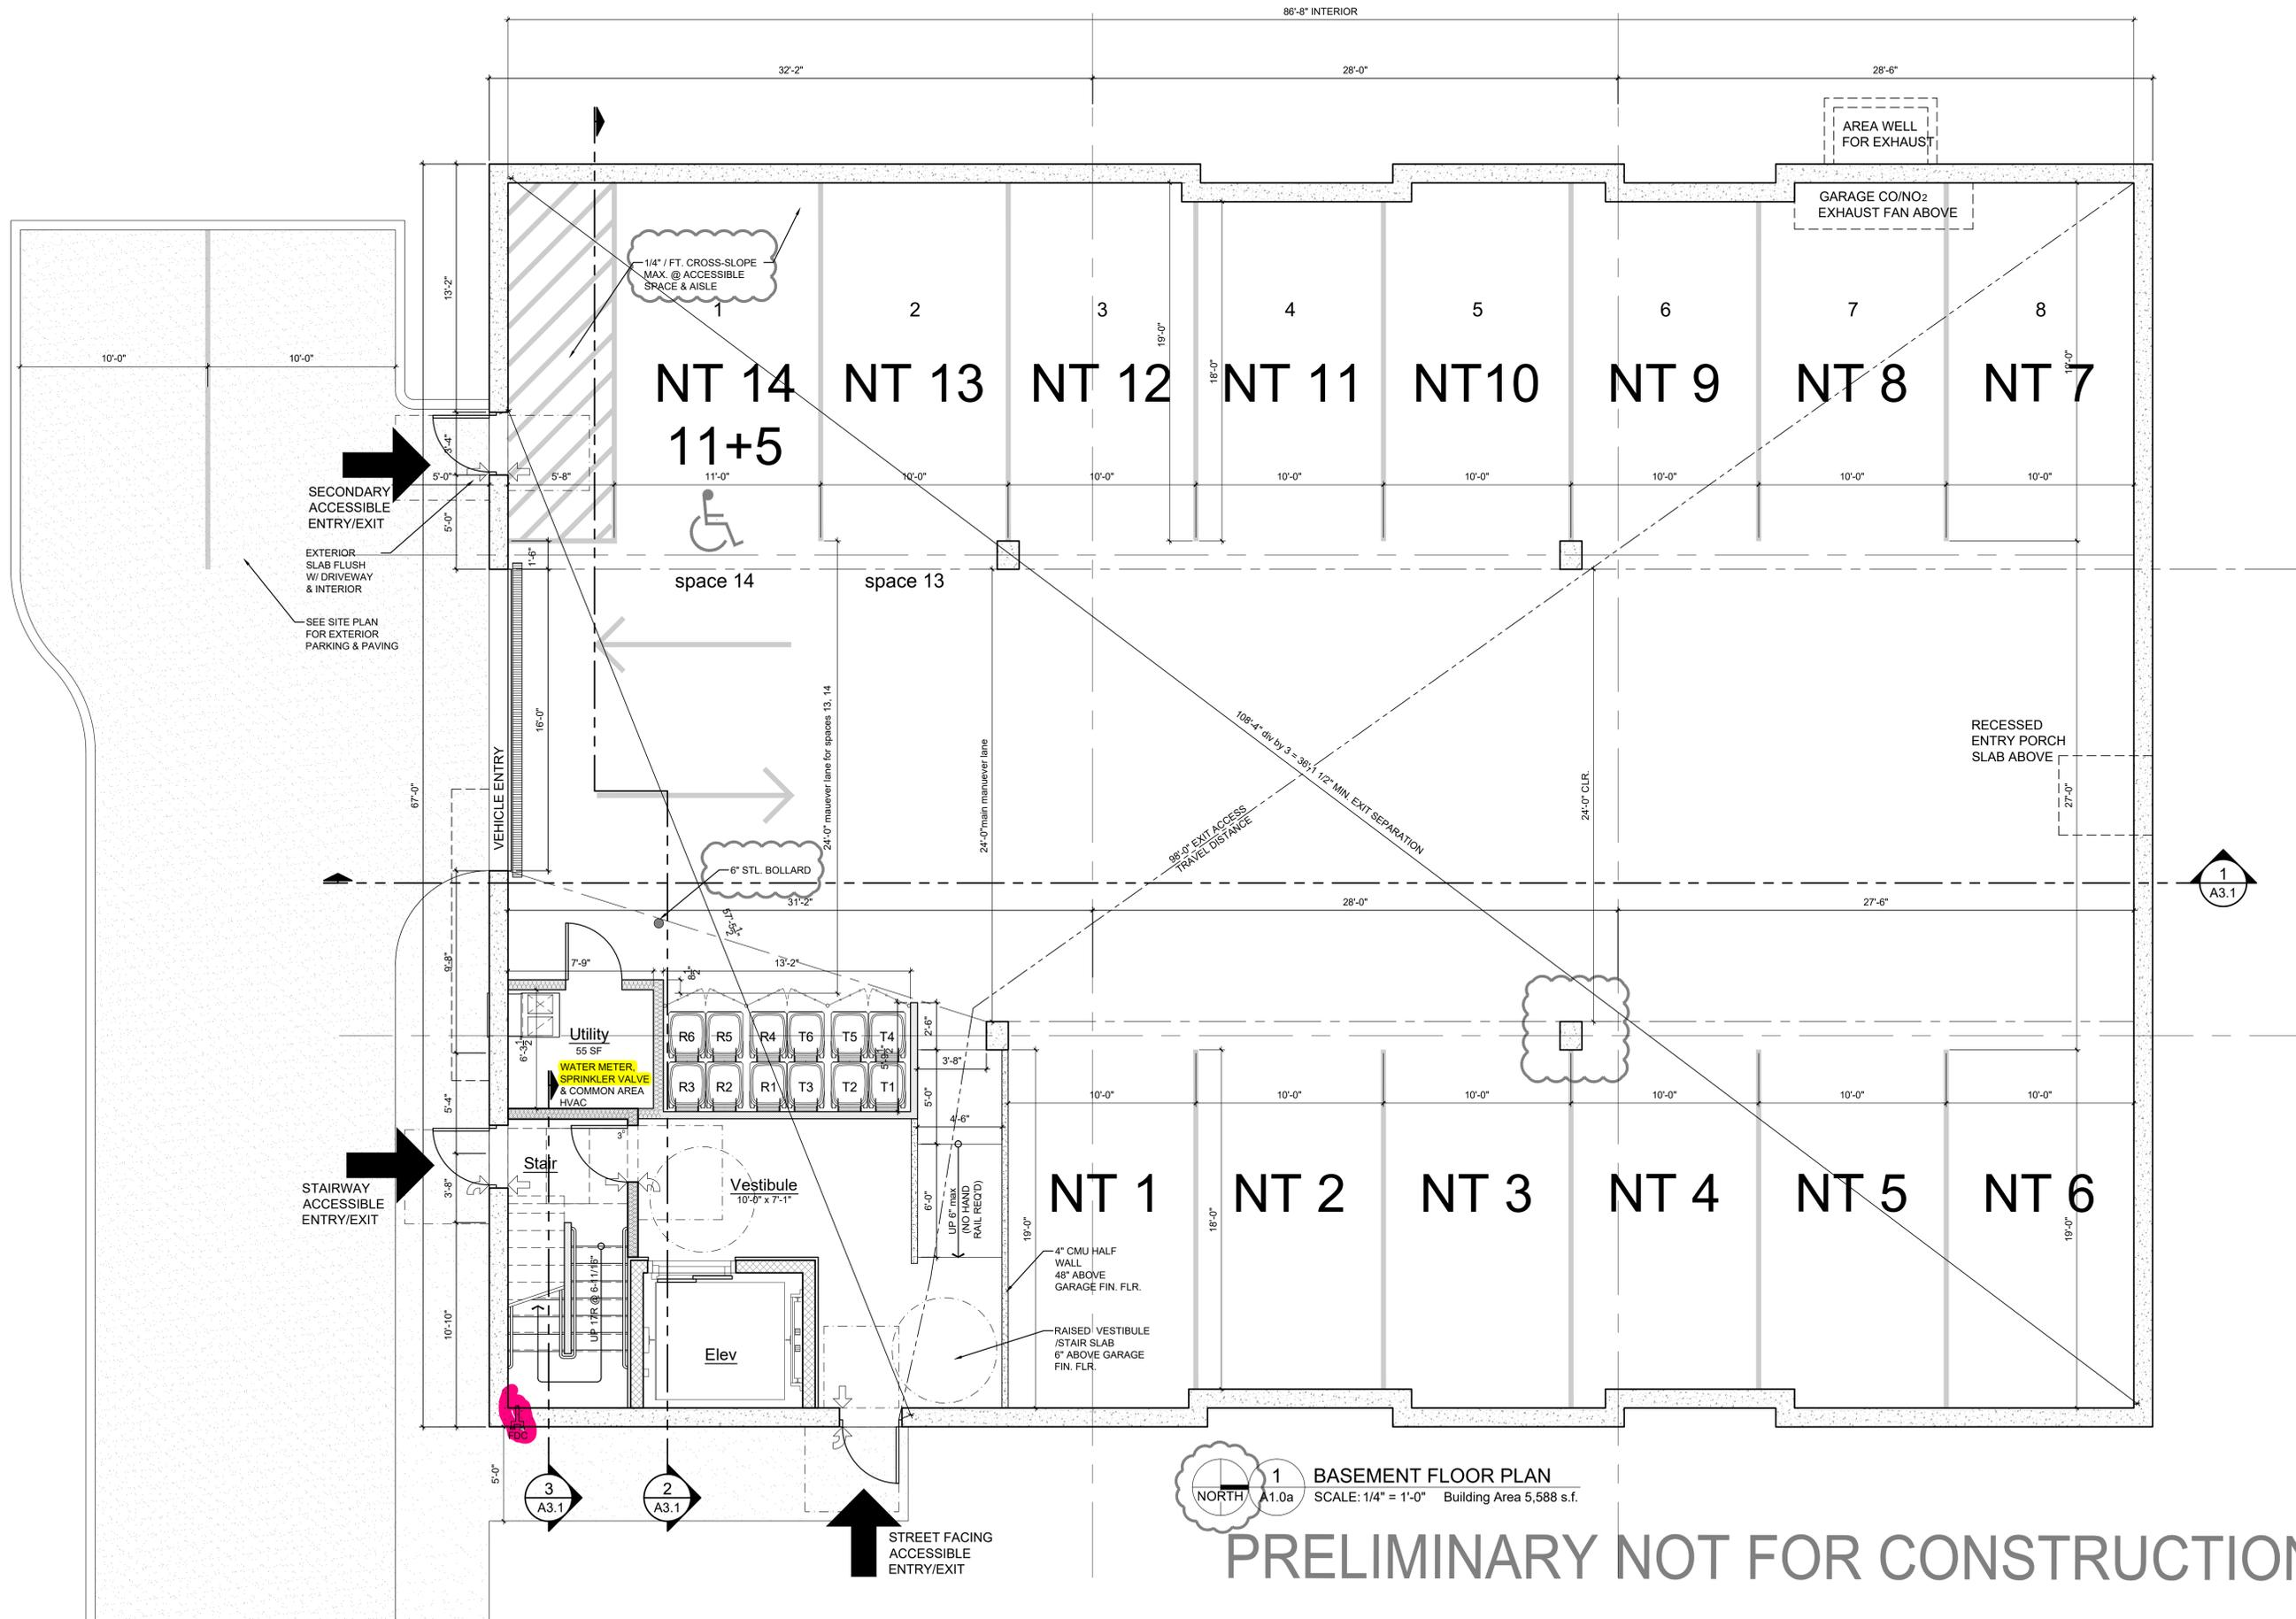 86'-8" INTERIOR
32'-2"
28'-0"
28'-6"
AREA WELL
FOR EXHAUST
GARAGE CO/NO2
EXHAUST FAN ABOVE
1/4" / FT. CROSS-SLOPE
MAX. @ ACCESSIBLE
SPACE & AISLE
13'-2"
1
2
3
4
5
6
7
8
19'-0"
18'-0"
10'-0"
10'-0"
NT 14
NT 13
NT 12
NT 11
NT10
NT 9
NT 8
NT 7
11+5
3'-4"
5'-0"
5'-8"
11'-0"
10'-0"
10'-0"
10'-0"
10'-0"
10'-0"
10'-0"
10'-0"
SECONDARY
ACCESSIBLE
ENTRY/EXIT
5'-0"
1'-6"
EXTERIOR
SLAB FLUSH
W/ DRIVEWAY
& INTERIOR
space 14
space 13
SEE SITE PLAN
FOR EXTERIOR
PARKING & PAVING
16'-0"
67'-0"
VEHICLE ENTRY
24'-0" mauever lane for spaces 13, 14
24'-0"main manuever lane
108'-4" div by 3 = 36'-1 1/2" MIN. EXIT SEPARATION
98'-0" EXIT ACCESS
TRAVEL DISTANCE
24'-0" CLR.
RECESSED
ENTRY PORCH
SLAB ABOVE
27'-0"
6" STL. BOLLARD
1
A3.1
31'-2"
28'-0"
27'-6"
57'-5 1/2"
9'-8"
7'-9"
13'-2"
Utility
55 SF
6'-3 1/2"
WATER METER,
SPRINKLER VALVE
& COMMON AREA
HVAC
R6
R5
R4
T6
T5
T4
R3
R2
R1
T3
T2
T1
2'-6"
3'-8"
5'-0"
4'-6"
5'-4"
10'-0"
10'-0"
10'-0"
10'-0"
10'-0"
10'-0"
Stair
Vestibule
10'-0" x 7'-1"
3'-8"
STAIRWAY
ACCESSIBLE
ENTRY/EXIT
6'-0"
UP 6" max
(NO HAND
RAIL REQ'D)
19'-0"
18'-0"
19'-0"
NT 1
NT 2
NT 3
NT 4
NT 5
NT 6
UP 17R @ 6-11/16"
4" CMU HALF
WALL
48" ABOVE
GARAGE FIN. FLR.
10'-10"
Elev
RAISED VESTIBULE
/STAIR SLAB
6" ABOVE GARAGE
FIN. FLR.
FDC
5'-0"
3
A3.1
2
A3.1
NORTH
1
A1.0a
BASEMENT FLOOR PLAN
SCALE: 1/4" = 1'-0" Building Area 5,588 s.f.
STREET FACING
ACCESSIBLE
ENTRY/EXIT
PRELIMINARY NOT FOR CONSTRUCTION